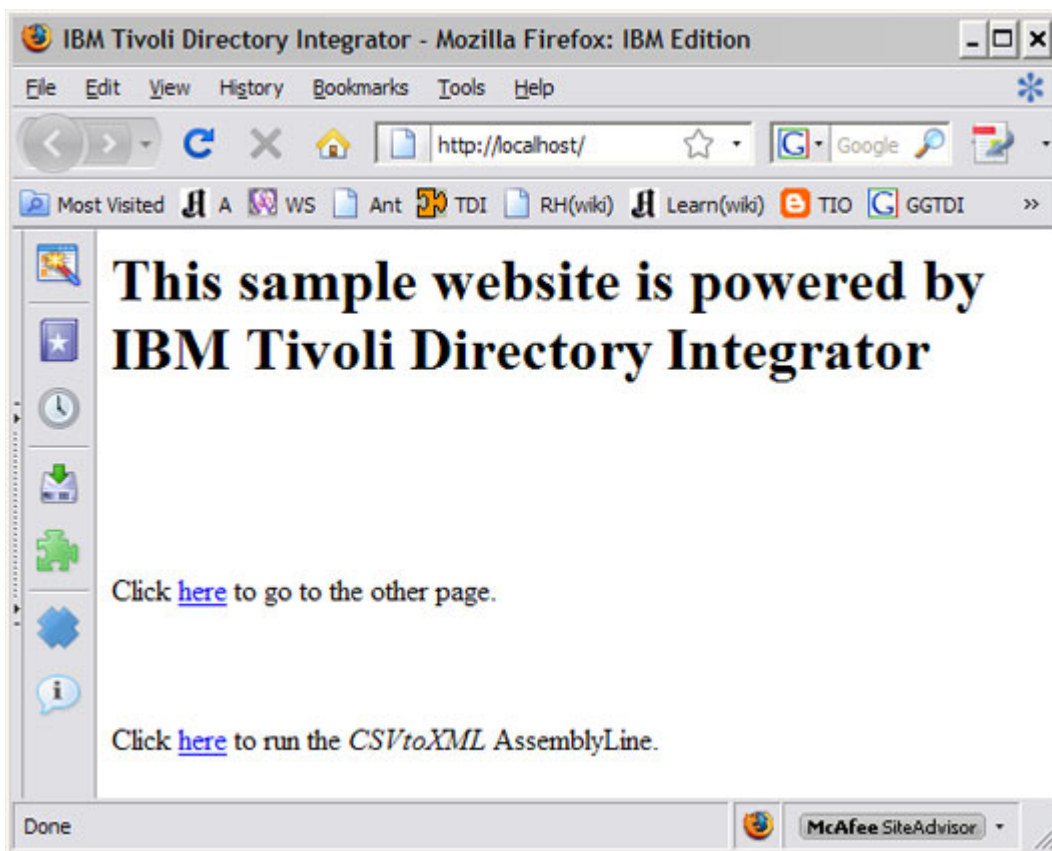 IBM Tivoli Directory Integrator - Mozilla Firefox: IBM Edition
File Edit View History Bookmarks Tools Help
http://localhost/ G Google
Most Visited A A WS Ant TDI RH(wiki) A Learn(wiki) B TIO G GGTDI »
This sample website is powered by
IBM Tivoli Directory Integrator
Click here to go to the other page.
Click here to run the CSVtoXML AssemblyLine.
Done McAfee SiteAdvisor